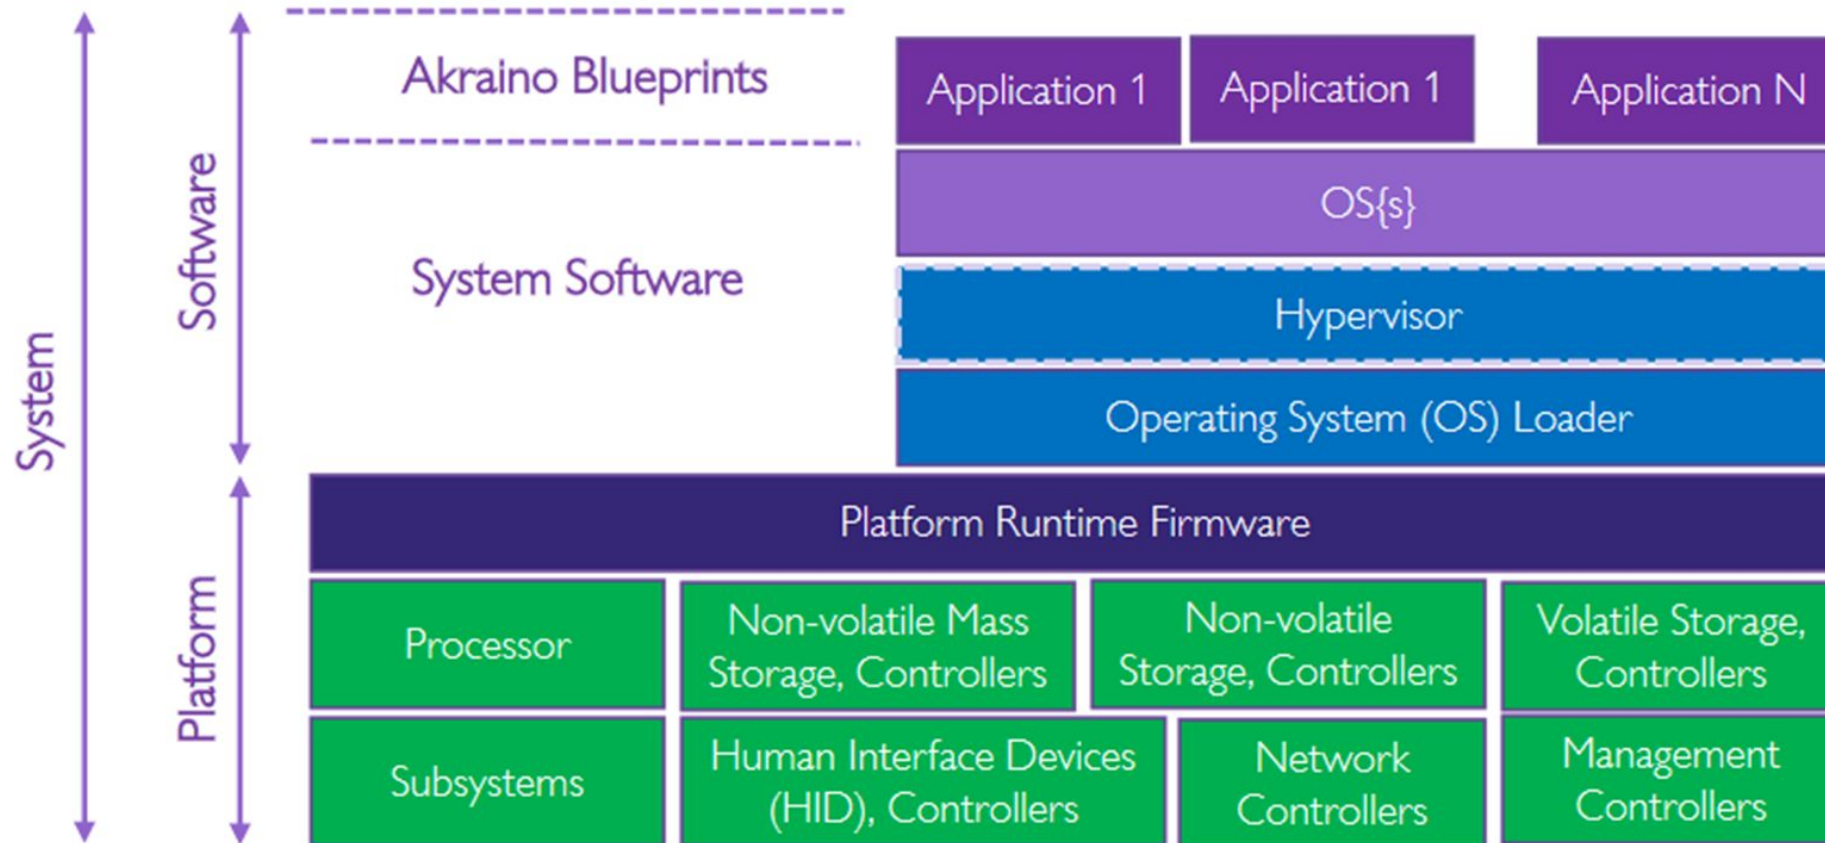 Akraino Blueprints
Application 1
Application 1
Application N
OS{s}
System Software
Hypervisor
Operating System (OS) Loader
Software
System
Platform Runtime Firmware
Platform
Processor
Non-volatile Mass
Storage, Controllers
Non-volatile
Storage, Controllers
Volatile Storage,
Controllers
Subsystems
Human Interface Devices
(HID), Controllers
Network
Controllers
Management
Controllers